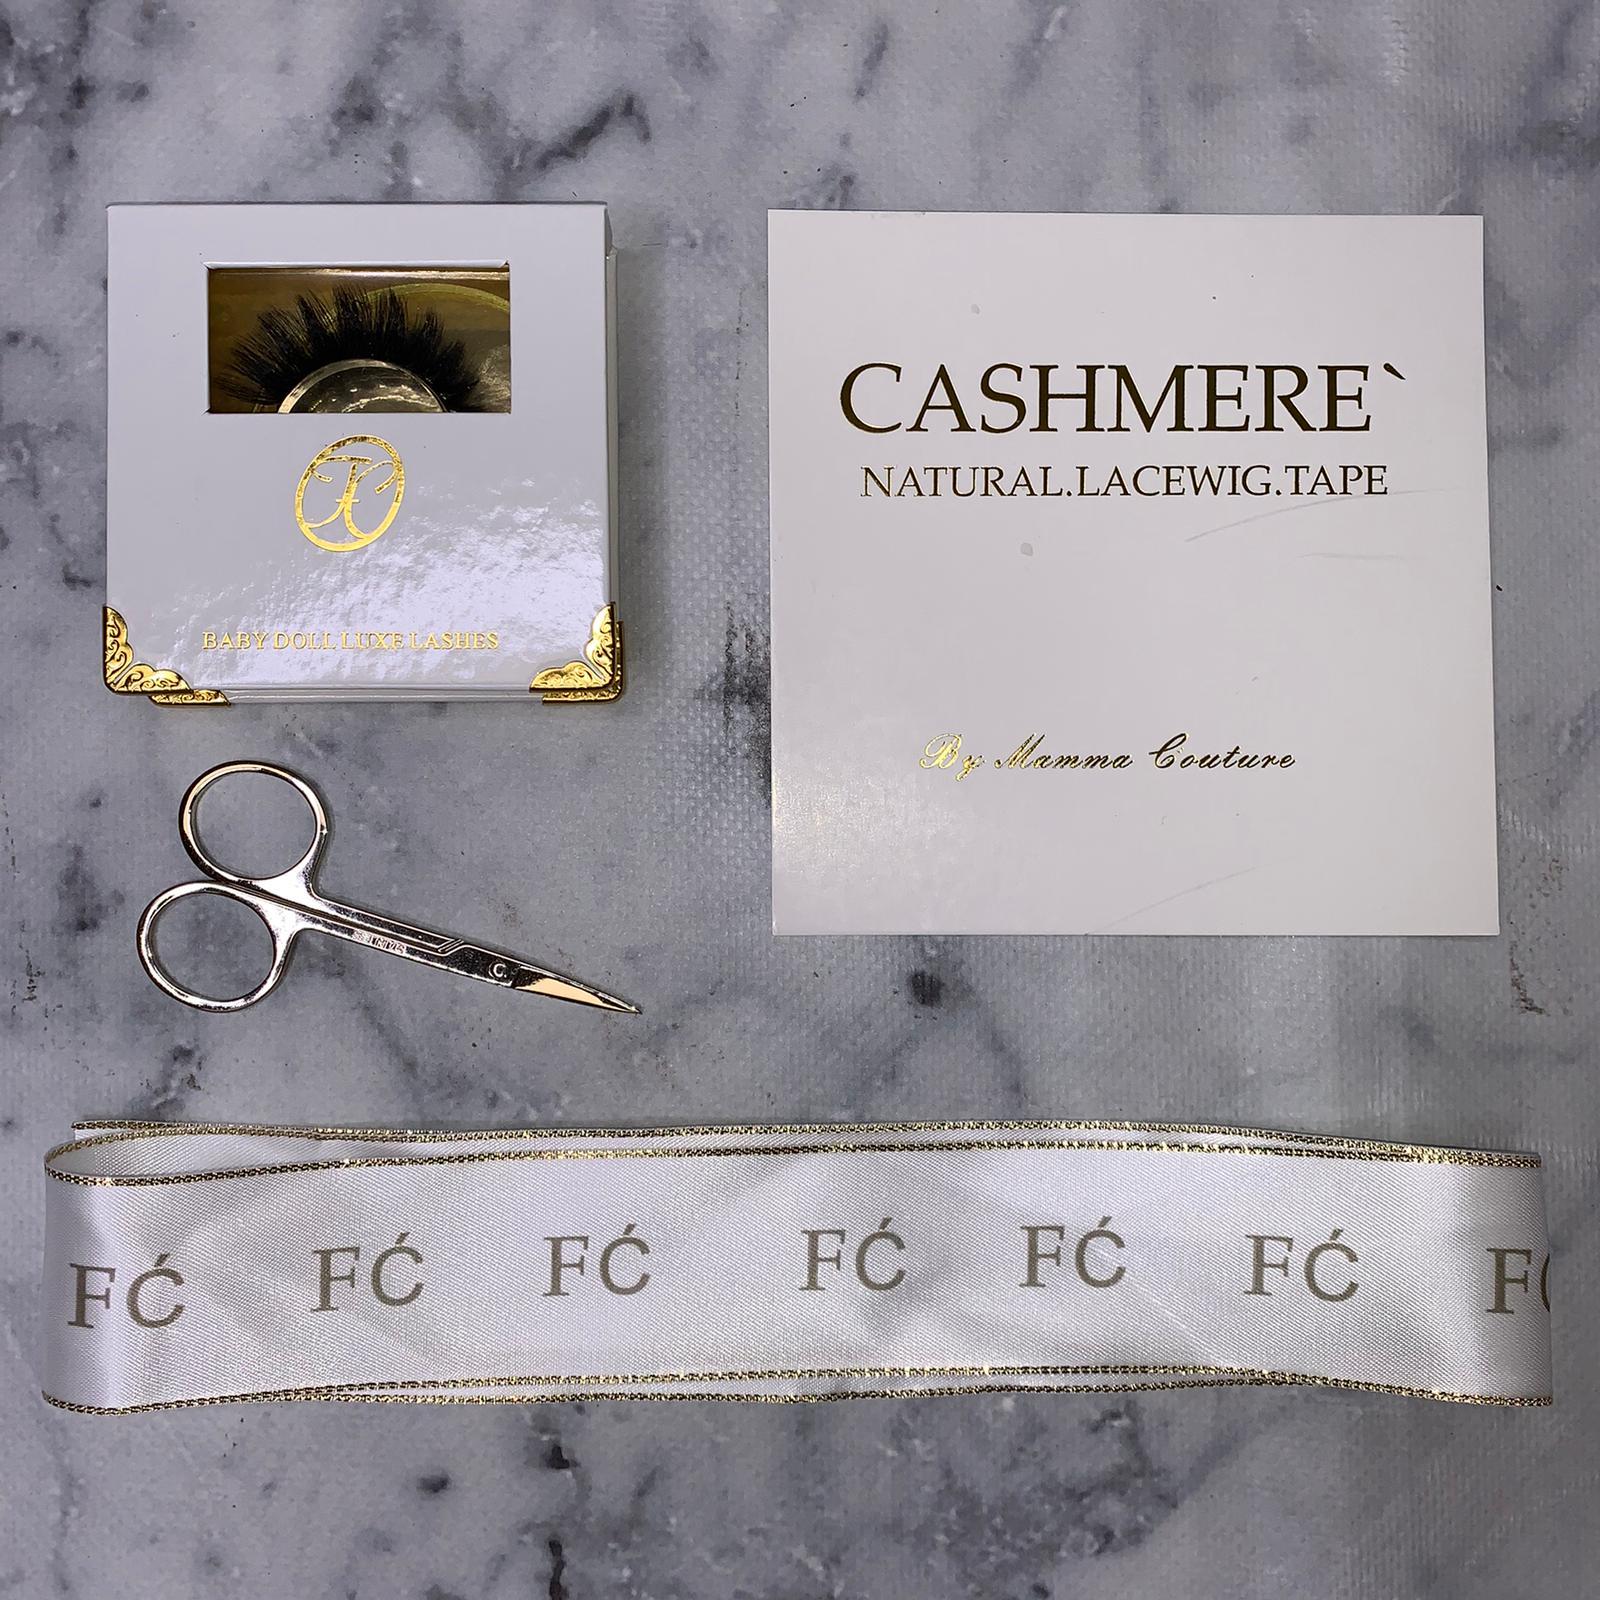 BABY DOLL LUXE LASHES
CASHMERE`
NATURAL.LACEWIG.TAPE
By Mamma Couture
FĆ FĆ FĆ FĆ FĆ FĆ F